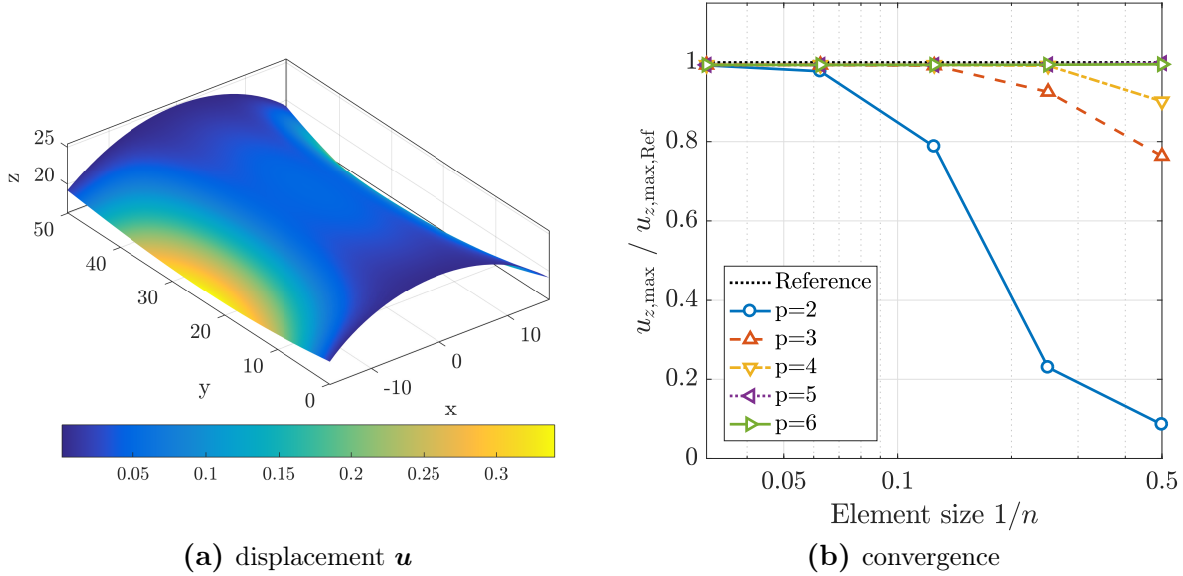 25
z
20
50
40
30
20
10
0
y
-10
0
10
x
0.05 0.1 0.15 0.2 0.25 0.3
(a) displacement u
1
0.8
0.6
0.4
0.2
0
u_{z,max} / u_{z,max,Ref}
Reference
p=2
p=3
p=4
p=5
p=6
0.05 0.1 0.5
Element size 1/n
(b) convergence